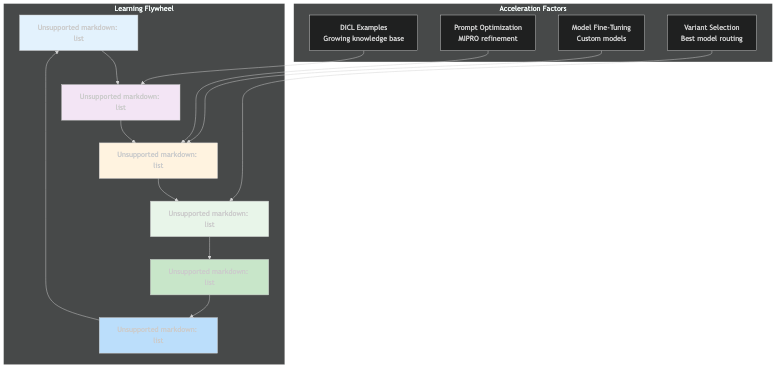 Learning Flywheel
Unsupported markdown:
list
Unsupported markdown:
list
Unsupported markdown:
list
Unsupported markdown:
list
Unsupported markdown:
list
Unsupported markdown:
list
Acceleration Factors
DICL Examples
Growing knowledge base
Prompt Optimization
MIPRO refinement
Model Fine-Tuning
Custom models
Variant Selection
Best model routing